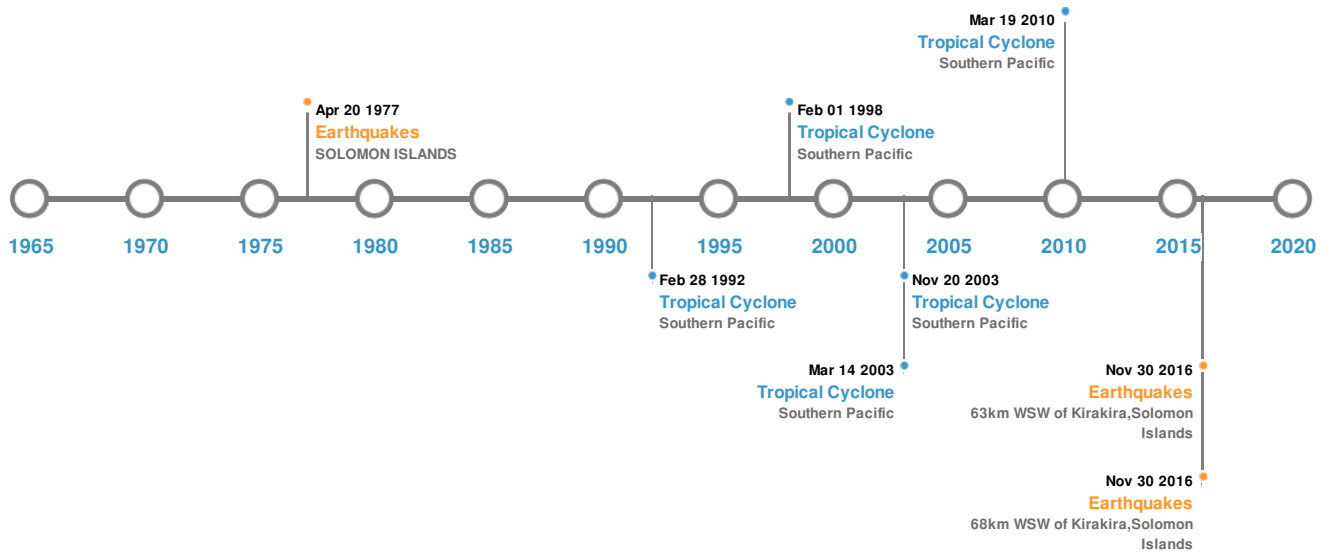 Mar 19 2010
Tropical Cyclone
Southern Pacific
Apr 20 1977
Earthquakes
SOLOMON ISLANDS
Feb 01 1998
Tropical Cyclone
Southern Pacific
1965
1970
1975
1980
1985
1990
1995
2000
2005
2010
2015
2020
Feb 28 1992
Tropical Cyclone
Southern Pacific
Nov 20 2003
Tropical Cyclone
Southern Pacific
Mar 14 2003
Tropical Cyclone
Southern Pacific
Nov 30 2016
Earthquakes
63km WSW of Kirakira,Solomon
Islands
Nov 30 2016
Earthquakes
68km WSW of Kirakira,Solomon
Islands